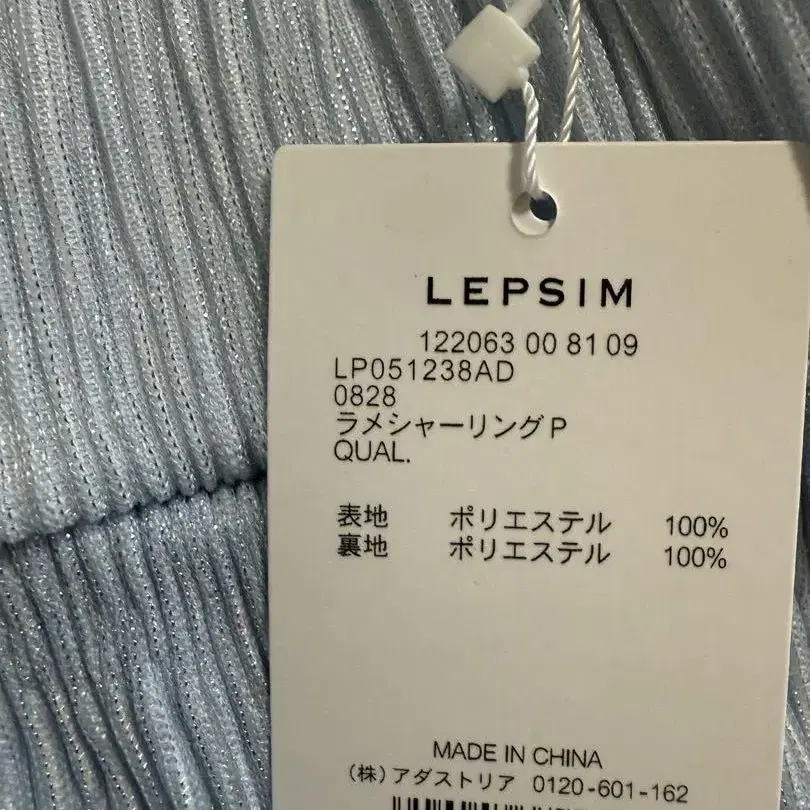 LEPSIM
122063 00 81 09
LP051238AD
0828
ラメシャーリングP
QUAL.
表地 ポリエステル 100%
裏地 ポリエステル 100%
MADE IN CHINA
(株)アダストリア 0120-601-162